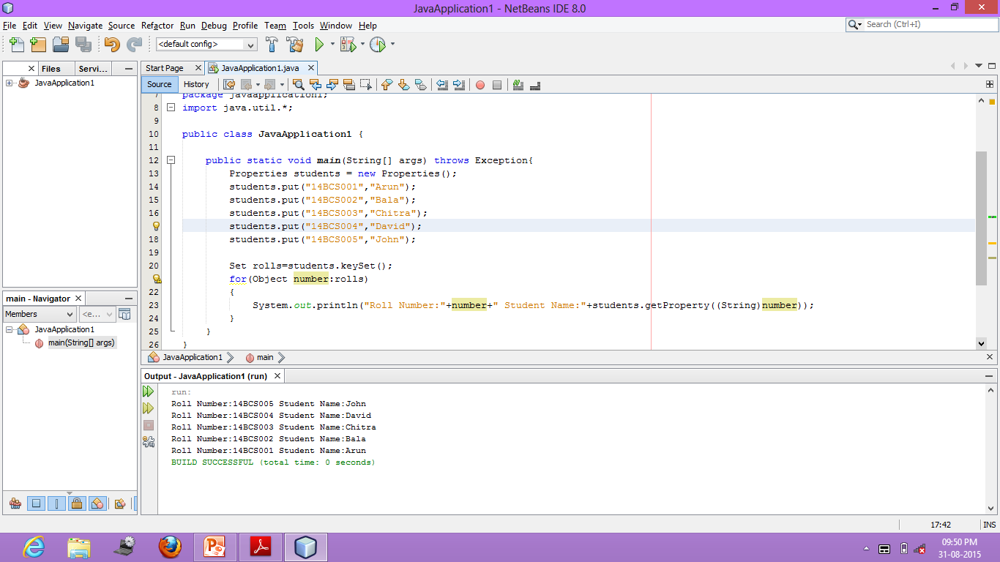 JavaApplication1 - NetBeans IDE 8.0
File Edit View Navigate Source Refactor Run Debug Profile Team Tools Window Help
Search (Ctrl+I)
<default config>
Files Servi...
JavaApplication1
Start Page JavaApplication1.java
Source History
7 package javaapplication1;
8 import java.util.*;
9
10 public class JavaApplication1 {
11
12 public static void main(String[] args) throws Exception{
13 Properties students = new Properties();
14 students.put("14BCS001","Arun");
15 students.put("14BCS002","Bala");
16 students.put("14BCS003","Chitra");
students.put("14BCS004","David");
18 students.put("14BCS005","John");
19
20 Set rolls=students.keySet();
for(Object number:rolls)
22 {
23 System.out.println("Roll Number:"+number+" Student Name:"+students.getProperty((String)number));
24 }
25 }
26 }
JavaApplication1 main
main - Navigator
Members <e...
JavaApplication1
main(String[] args)
Output - JavaApplication1 (run)
run:
Roll Number:14BCS005 Student Name:John
Roll Number:14BCS004 Student Name:David
Roll Number:14BCS003 Student Name:Chitra
Roll Number:14BCS002 Student Name:Bala
Roll Number:14BCS001 Student Name:Arun
BUILD SUCCESSFUL (total time: 0 seconds)
17:42 INS
09:50 PM
31-08-2015